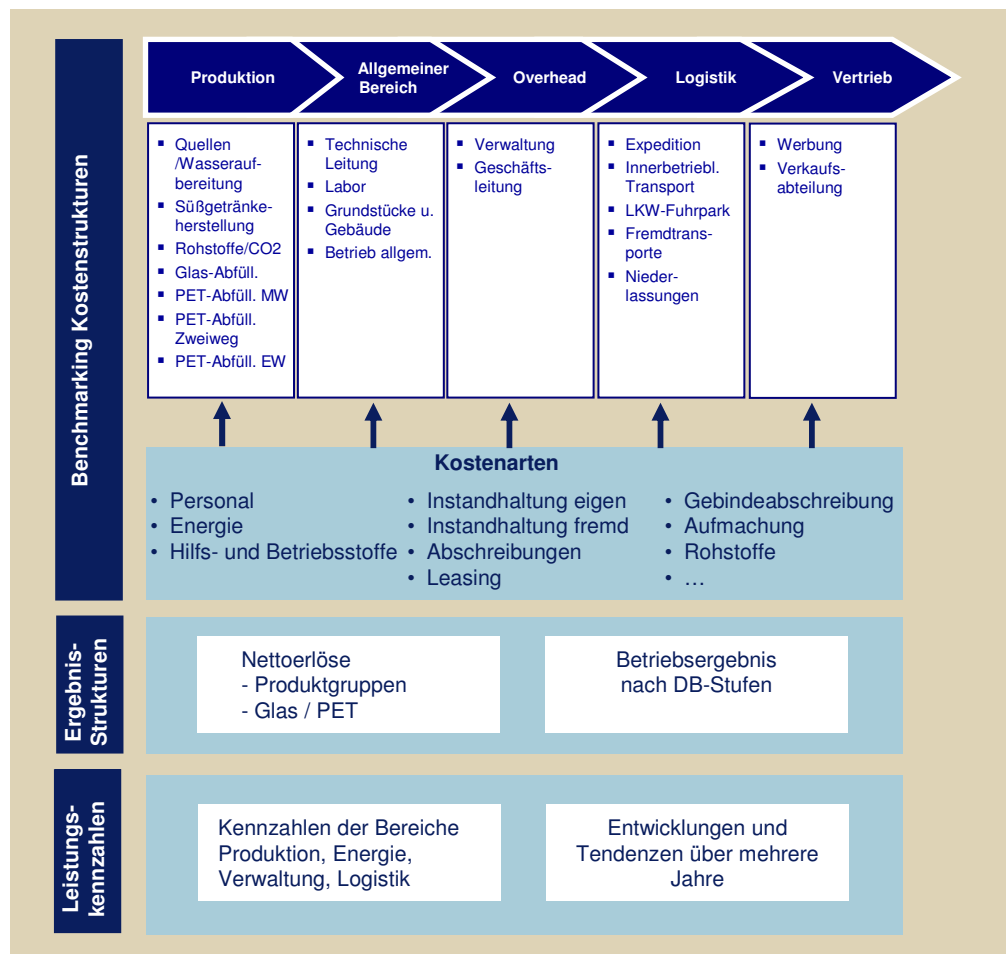 Benchmarking Kostenstrukturen
Produktion
Allgemeiner
Bereich
Overhead
Logistik
Vertrieb
▪ Quellen
/Wasserauf-
bereitung
▪ Süßgetränke-
herstellung
▪ Rohstoffe/CO2
▪ Glas-Abfüll.
▪ PET-Abfüll. MW
▪ PET-Abfüll.
Zweiweg
▪ PET-Abfüll. EW
▪ Technische
Leitung
▪ Labor
▪ Grundstücke u.
Gebäude
▪ Betrieb allgem.
▪ Verwaltung
▪ Geschäfts-
leitung
▪ Expedition
▪ Innerbetriebl.
Transport
▪ LKW-Fuhrpark
▪ Fremdtrans-
porte
▪ Nieder-
lassungen
▪ Werbung
▪ Verkaufs-
abteilung
Kostenarten
• Personal
• Energie
• Hilfs- und Betriebsstoffe
• Instandhaltung eigen
• Instandhaltung fremd
• Abschreibungen
• Leasing
• Gebindeabschreibung
• Aufmachung
• Rohstoffe
• …
Ergebnis-
Strukturen
Nettoerlöse
- Produktgruppen
- Glas / PET
Betriebsergebnis
nach DB-Stufen
Leistungs-
kennzahlen
Kennzahlen der Bereiche
Produktion, Energie,
Verwaltung, Logistik
Entwicklungen und
Tendenzen über mehrere
Jahre